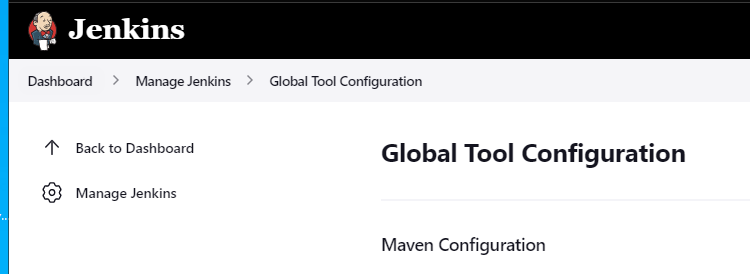 Jenkins
Dashboard > Manage Jenkins > Global Tool Configuration
Back to Dashboard
Global Tool Configuration
Manage Jenkins
Maven Configuration